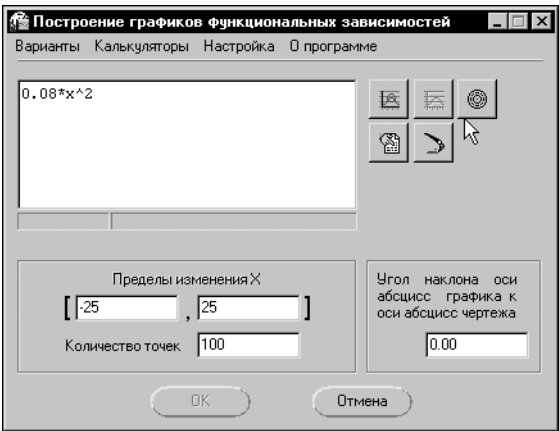 Построение графиков функциональных зависимостей
Варианты Калькуляторы Настройка О программе
0.08*x^2
Пределы изменения X
[ -25 , 25 ]
Количество точек 100
Угол наклона оси
абсцисс графика к
оси абсцисс чертежа
0.00
OK Отмена